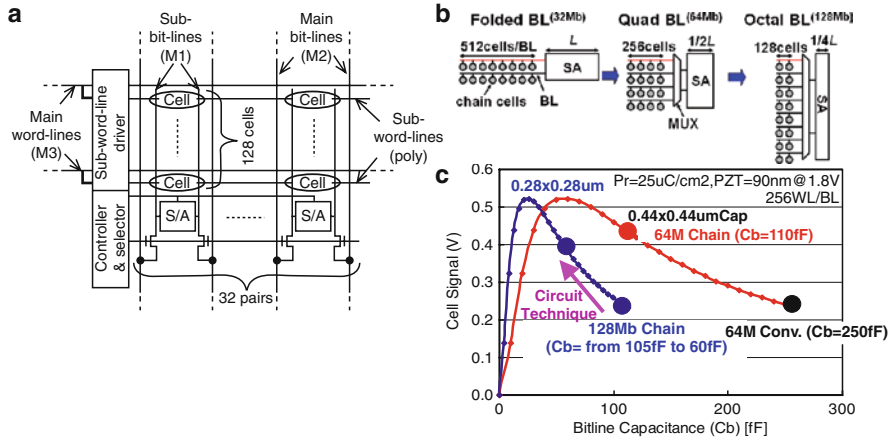 a
Sub-
bit-lines
(M1)
Main
bit-lines
(M2)
Main
word-lines
(M3)
Sub-word-line
driver
Controller
& selector
Cell
Cell
Cell
Cell
128 cells
Sub-
word-lines
(poly)
S/A
S/A
32 pairs
b
Folded BL(32Mb)
Quad BL(64Mb)
Octal BL(128Mb]
512cells/BL
L
SA
chain cells
BL
256cells
1/2L
SA
MUX
128cells
1/4L
SA
c
Cell Signal (V)
0.6
0.5
0.4
0.3
0.2
0.1
0
0
100
200
300
Bitline Capacitance (Cb) [fF]
Pr=25uC/cm2,PZT=90nm@1.8V
256WL/BL
0.28x0.28um
0.44x0.44umCap
64M Chain (Cb=110fF)
Circuit
Technique
128Mb Chain
(Cb= from 105fF to 60fF)
64M Conv. (Cb=250fF)